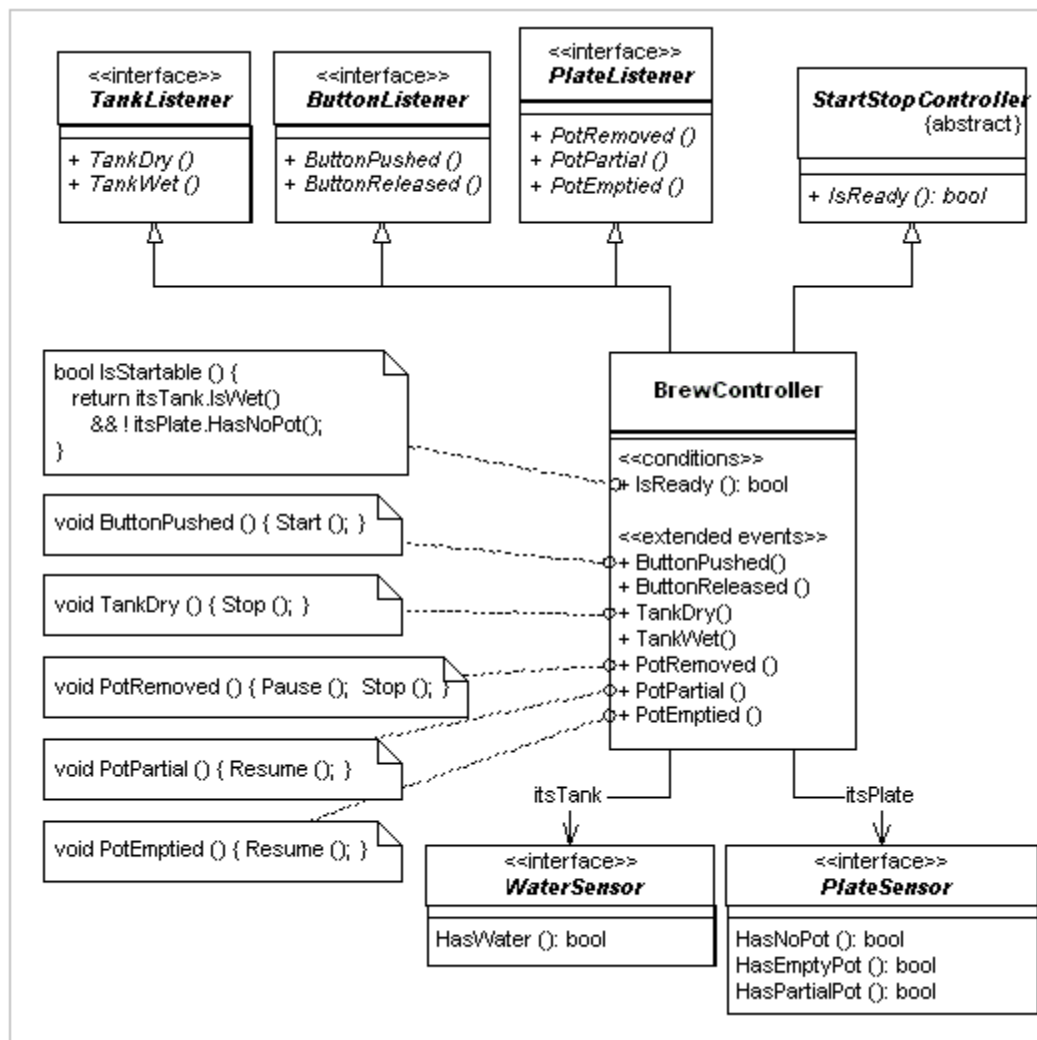 <<interface>>
TankListener
+ TankDry ()
+ TankWet ()
<<interface>>
ButtonListener
+ ButtonPushed ()
+ ButtonReleased ()
<<interface>>
PlateListener
+ PotRemoved ()
+ PotPartial ()
+ PotEmptied ()
StartStopController
{abstract}
+ IsReady (): bool
bool IsStartable () {
return itsTank.IsWet()
&& ! itsPlate.HasNoPot();
}
void ButtonPushed () { Start (); }
void TankDry () { Stop (); }
void PotRemoved () { Pause (); Stop (); }
void PotPartial () { Resume (); }
void PotEmptied () { Resume (); }
BrewController
<<conditions>>
+ IsReady (): bool
<<extended events>>
+ ButtonPushed()
+ ButtonReleased ()
+ TankDry()
+ TankWet()
+ PotRemoved ()
+ PotPartial ()
+ PotEmptied ()
itsTank
itsPlate
<<interface>>
WaterSensor
HasWater (): bool
<<interface>>
PlateSensor
HasNoPot (): bool
HasEmptyPot (): bool
HasPartialPot (): bool